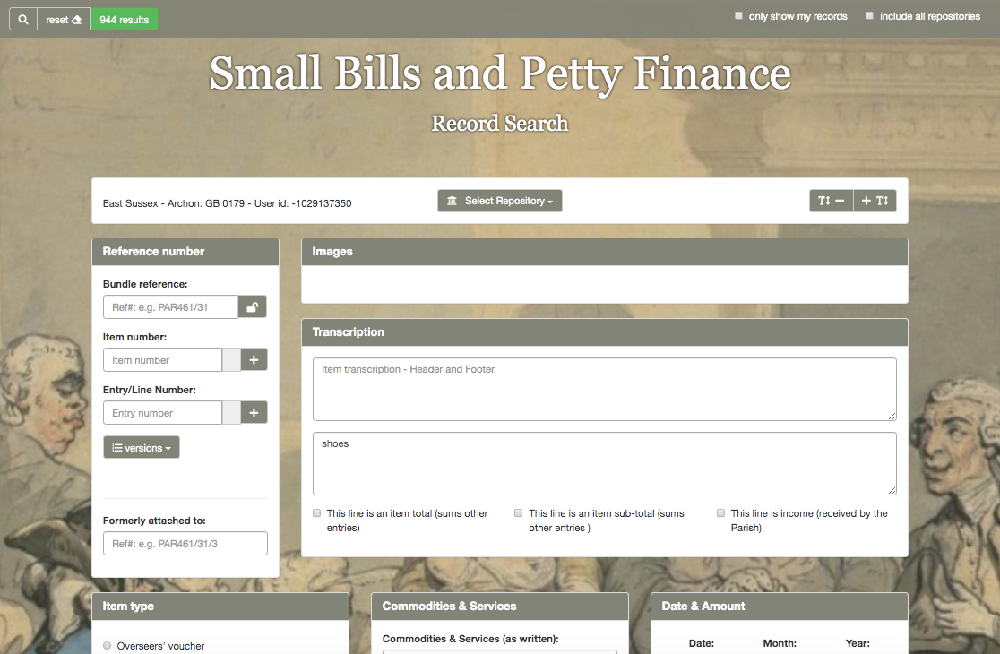 reset
944 results
only show my records
include all repositories
Small Bills and Petty Finance
Record Search
East Sussex - Archon: GB 0179 - User id: -1029137350
Select Repository
T↕ −
+ T↕
Reference number
Bundle reference:
Ref#: e.g. PAR461/31
Item number:
Item number
+
Entry/Line Number:
Entry number
+
versions
Formerly attached to:
Ref#: e.g. PAR461/31/3
Images
Transcription
Item transcription - Header and Footer
shoes
This line is an item total (sums other
entries)
This line is an item sub-total (sums
other entries )
This line is income (received by the
Parish)
Item type
Overseers' voucher
Commodities & Services
Commodities & Services (as written):
Date & Amount
Date:
Month:
Year: